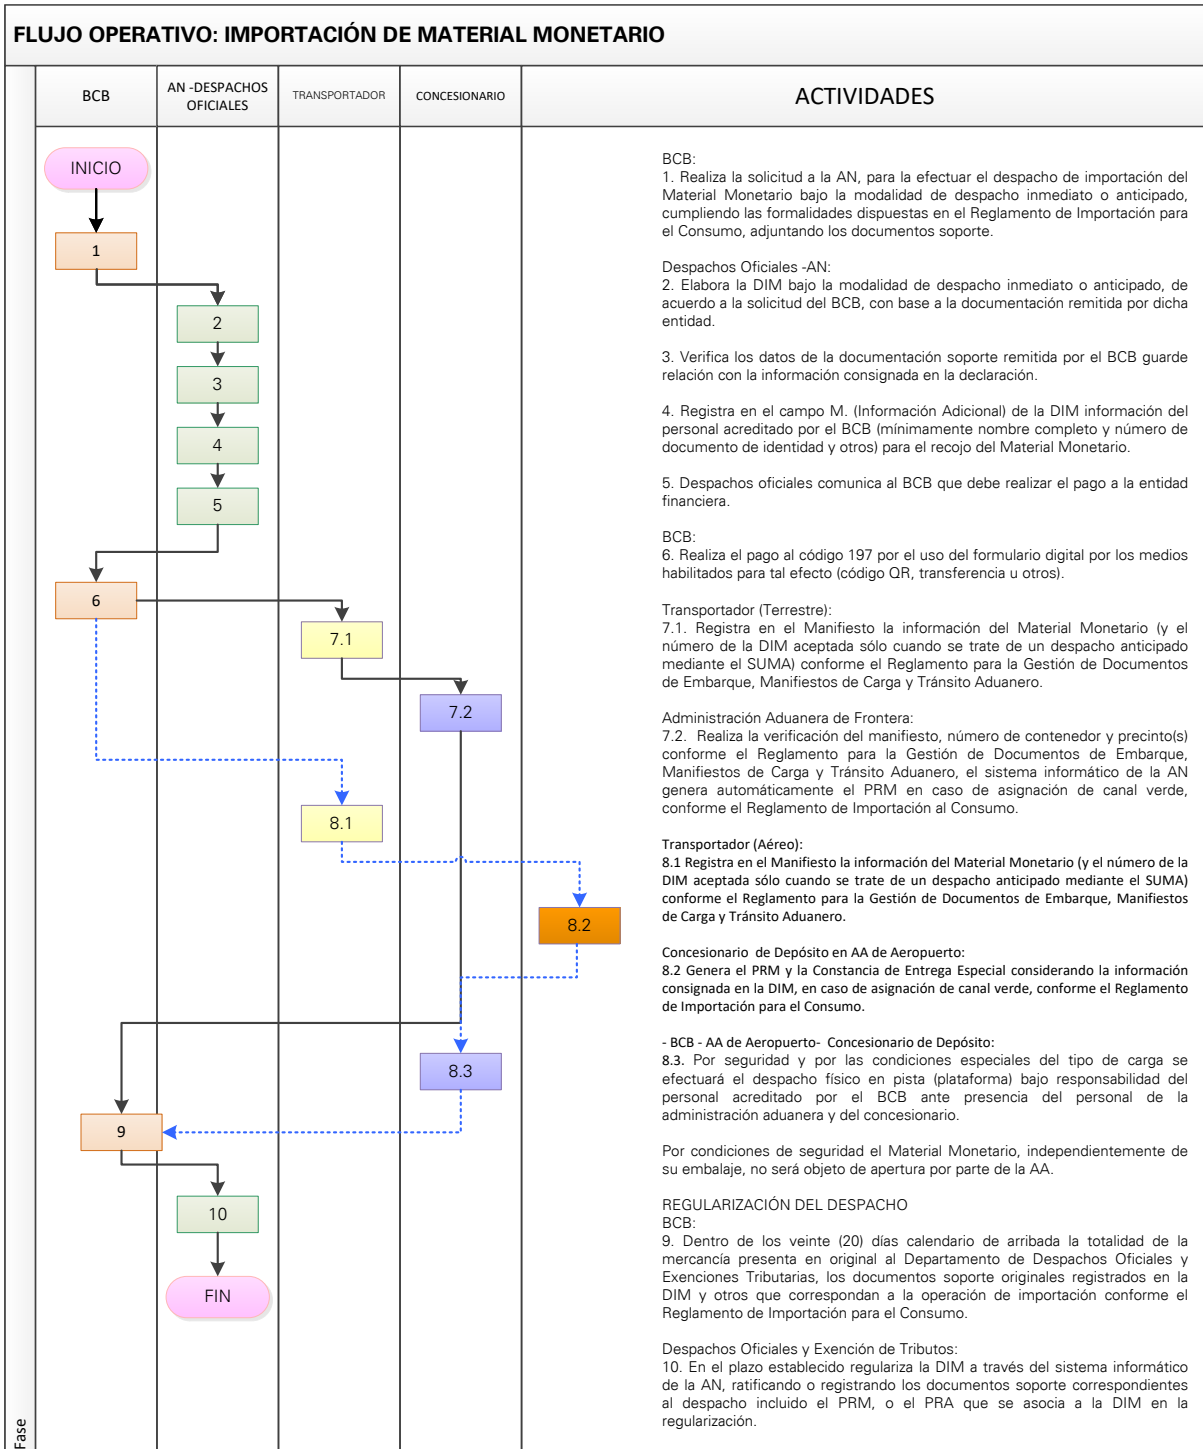 FLUJO OPERATIVO: IMPORTACIÓN DE MATERIAL MONETARIO
BCB
AN -DESPACHOS
OFICIALES
TRANSPORTADOR
CONCESIONARIO
ACTIVIDADES
INICIO
1
2
3
4
5
6
7.1
7.2
8.1
8.2
8.3
9
10
FIN
Fase
BCB:
1. Realiza la solicitud a la AN, para la efectuar el despacho de importación del
Material Monetario bajo la modalidad de despacho inmediato o anticipado,
cumpliendo las formalidades dispuestas en el Reglamento de Importación para
el Consumo, adjuntando los documentos soporte.
Despachos Oficiales -AN:
2. Elabora la DIM bajo la modalidad de despacho inmediato o anticipado, de
acuerdo a la solicitud del BCB, con base a la documentación remitida por dicha
entidad.
3. Verifica los datos de la documentación soporte remitida por el BCB guarde
relación con la información consignada en la declaración.
4. Registra en el campo M. (Información Adicional) de la DIM información del
personal acreditado por el BCB (mínimamente nombre completo y número de
documento de identidad y otros) para el recojo del Material Monetario.
5. Despachos oficiales comunica al BCB que debe realizar el pago a la entidad
financiera.
BCB:
6. Realiza el pago al código 197 por el uso del formulario digital por los medios
habilitados para tal efecto (código QR, transferencia u otros).
Transportador (Terrestre):
7.1. Registra en el Manifiesto la información del Material Monetario (y el
número de la DIM aceptada sólo cuando se trate de un despacho anticipado
mediante el SUMA) conforme el Reglamento para la Gestión de Documentos
de Embarque, Manifiestos de Carga y Tránsito Aduanero.
Administración Aduanera de Frontera:
7.2. Realiza la verificación del manifiesto, número de contenedor y precinto(s)
conforme el Reglamento para la Gestión de Documentos de Embarque,
Manifiestos de Carga y Tránsito Aduanero, el sistema informático de la AN
genera automáticamente el PRM en caso de asignación de canal verde,
conforme el Reglamento de Importación al Consumo.
Transportador (Aéreo):
8.1 Registra en el Manifiesto la información del Material Monetario (y el número de la
DIM aceptada sólo cuando se trate de un despacho anticipado mediante el SUMA)
conforme el Reglamento para la Gestión de Documentos de Embarque, Manifiestos
de Carga y Tránsito Aduanero.
Concesionario de Depósito en AA de Aeropuerto:
8.2 Genera el PRM y la Constancia de Entrega Especial considerando la información
consignada en la DIM, en caso de asignación de canal verde, conforme el Reglamento
de Importación para el Consumo.
- BCB - AA de Aeropuerto- Concesionario de Depósito:
8.3. Por seguridad y por las condiciones especiales del tipo de carga se
efectuará el despacho físico en pista (plataforma) bajo responsabilidad del
personal acreditado por el BCB ante presencia del personal de la
administración aduanera y del concesionario.
Por condiciones de seguridad el Material Monetario, independientemente de
su embalaje, no será objeto de apertura por parte de la AA.
REGULARIZACIÓN DEL DESPACHO
BCB:
9. Dentro de los veinte (20) días calendario de arribada la totalidad de la
mercancía presenta en original al Departamento de Despachos Oficiales y
Exenciones Tributarias, los documentos soporte originales registrados en la
DIM y otros que correspondan a la operación de importación conforme el
Reglamento de Importación para el Consumo.
Despachos Oficiales y Exención de Tributos:
10. En el plazo establecido regulariza la DIM a través del sistema informático
de la AN, ratificando o registrando los documentos soporte correspondientes
al despacho incluido el PRM, o el PRA que se asocia a la DIM en la
regularización.